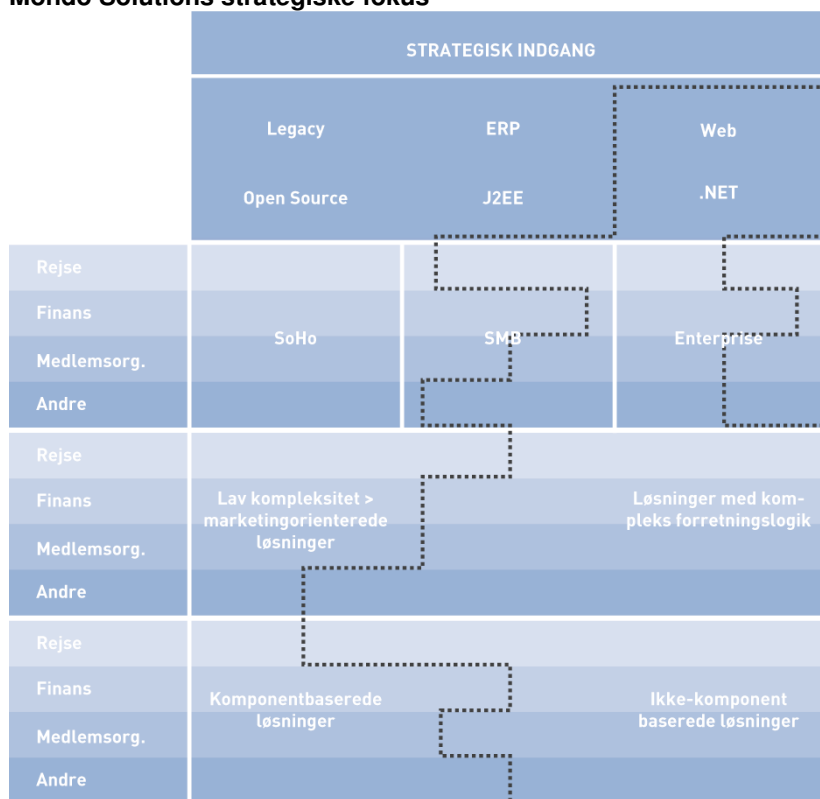 Mondo Solutions strategiske fokus
STRATEGISK INDGANG
Legacy
ERP
Web
Open Source
J2EE
.NET
Rejse
Finans
Medlemsorg.
Andre
SoHo
SMB
Enterprise
Rejse
Finans
Medlemsorg.
Andre
Lav kompleksitet >
marketingorienterede
løsninger
Løsninger med kom-
pleks forretningslogik
Rejse
Finans
Medlemsorg.
Andre
Komponentbaserede
løsninger
Ikke-komponent
baserede løsninger